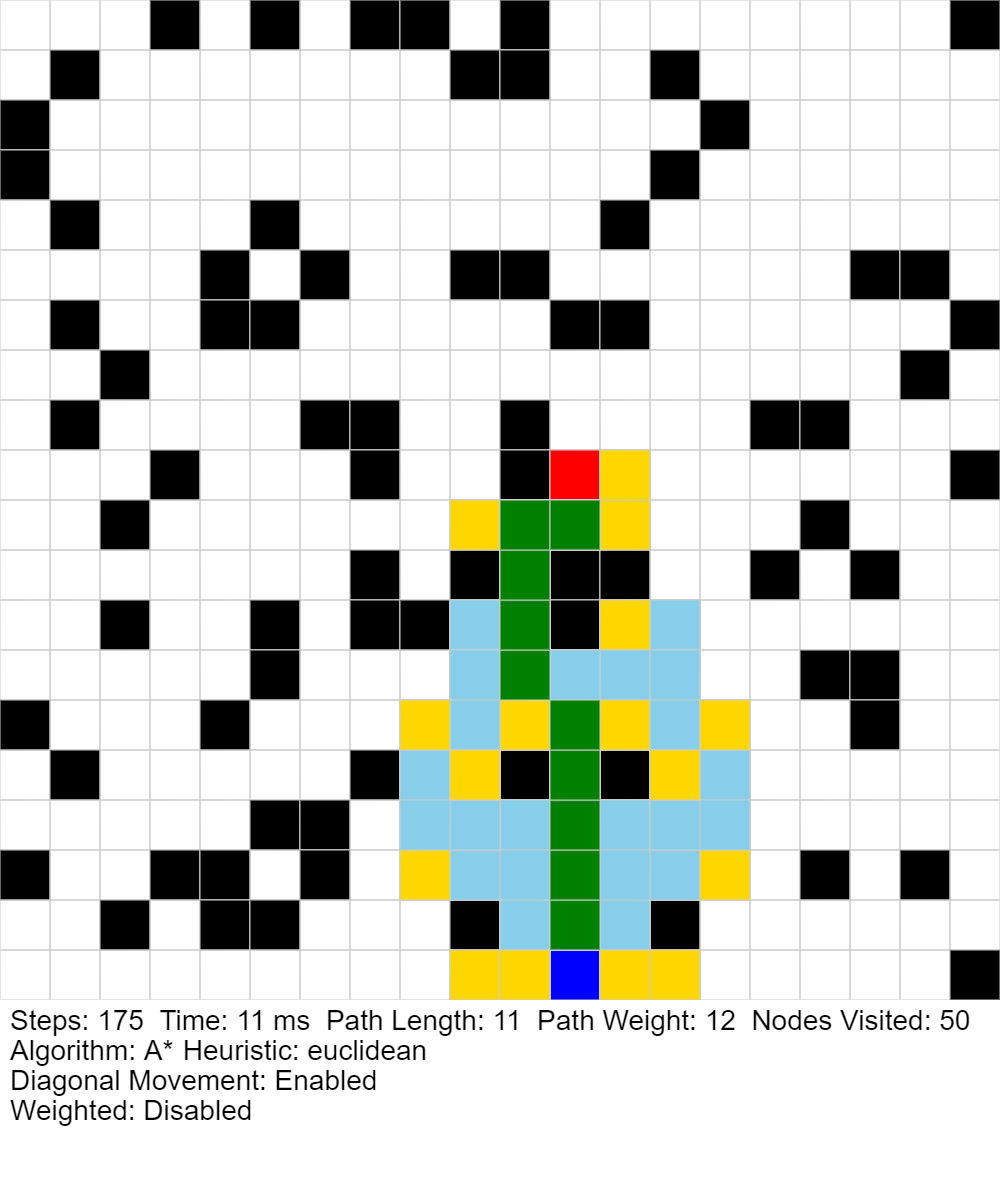 Steps: 175  Time: 11 ms  Path Length: 11  Path Weight: 12  Nodes Visited: 50
Algorithm: A* Heuristic: euclidean
Diagonal Movement: Enabled
Weighted: Disabled